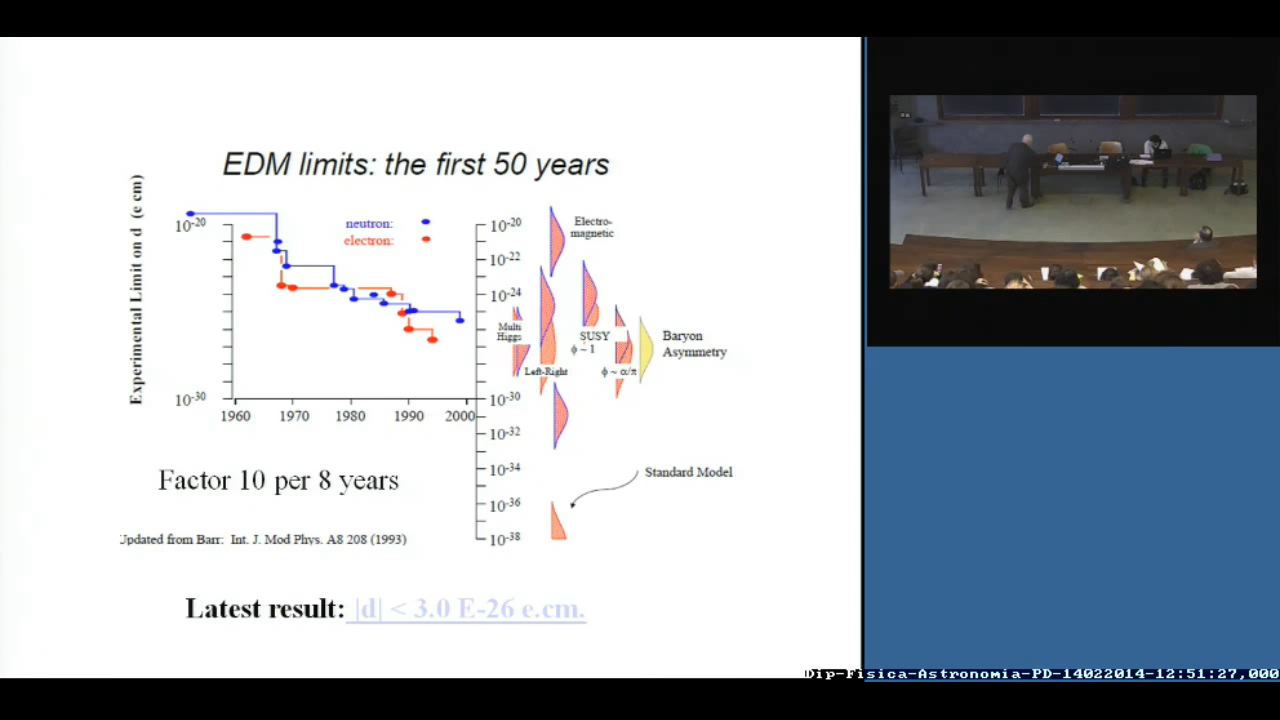 EDM limits: the first 50 years
Experimental Limit on d (e cm)
neutron:
electron:
10-20
10-30
1960
1970
1980
1990
2000
10-20
10-22
10-24
10-30
10-32
10-34
10-36
10-38
Electro-
magnetic
Multi
Higgs
SUSY
ϕ ~ 1
Left-Right
ϕ ~ α/π
Baryon
Asymmetry
Standard Model
Factor 10 per 8 years
Updated from Barr: Int. J. Mod Phys. A8 208 (1993)
Latest result: |d| < 3.0 E-26 e.cm.
Dip-Fisica-Astronomia-PD-14022014-12:51:27,000